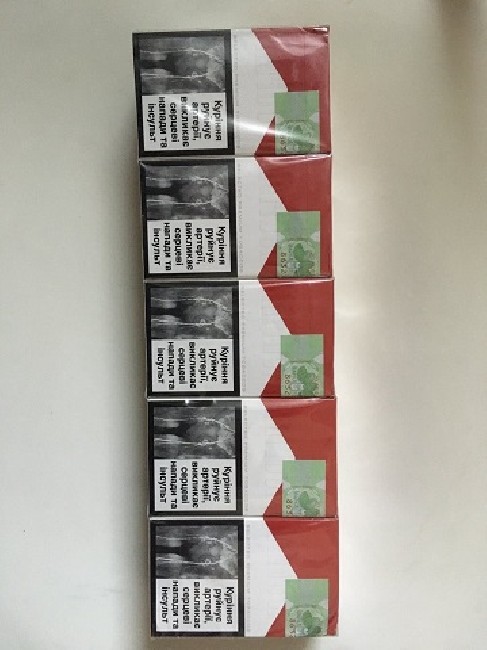 Куріння
руйнує
артерії,
викликає
серцеві
напади та
інсульт
Куріння
руйнує
артерії,
викликає
серцеві
напади та
інсульт
Куріння
руйнує
артерії,
викликає
серцеві
напади та
інсульт
Куріння
руйнує
артерії,
викликає
серцеві
напади та
інсульт
Куріння
руйнує
артерії,
викликає
серцеві
напади та
інсульт